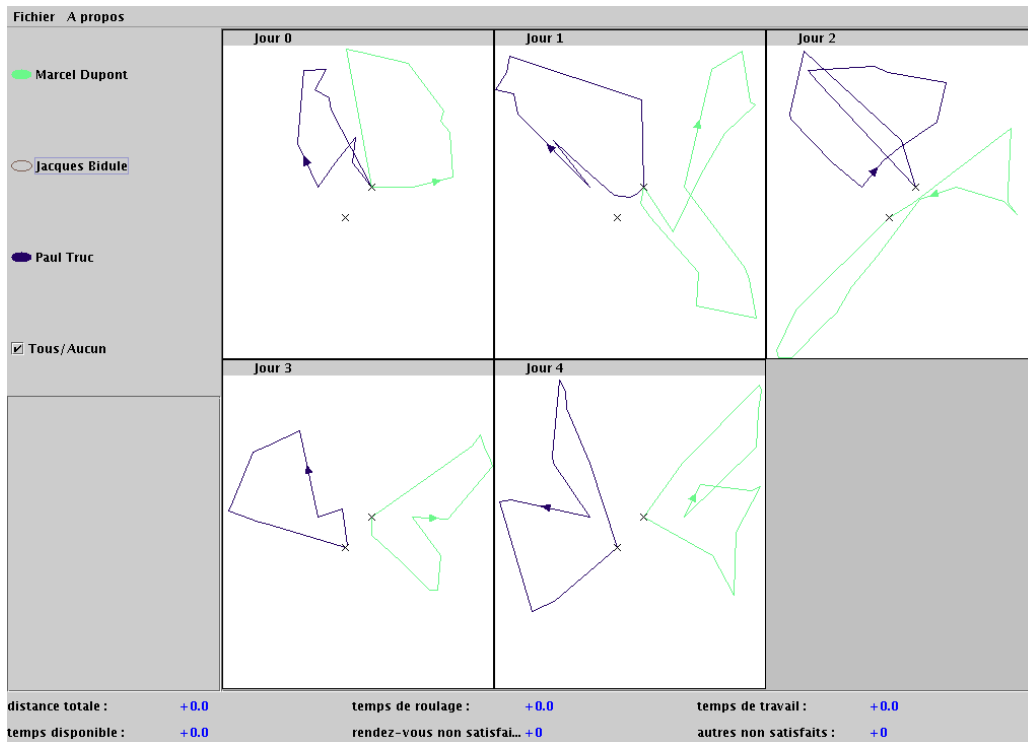 Fichier A propos
Jour 0
Jour 1
Jour 2
Marcel Dupont
Jacques Bidule
Paul Truc
Tous/Aucun
Jour 3
Jour 4
distance totale : +0.0 temps de roulage : +0.0 temps de travail : +0.0
temps disponible : +0.0 rendez-vous non satisfai... +0 autres non satisfaits : +0